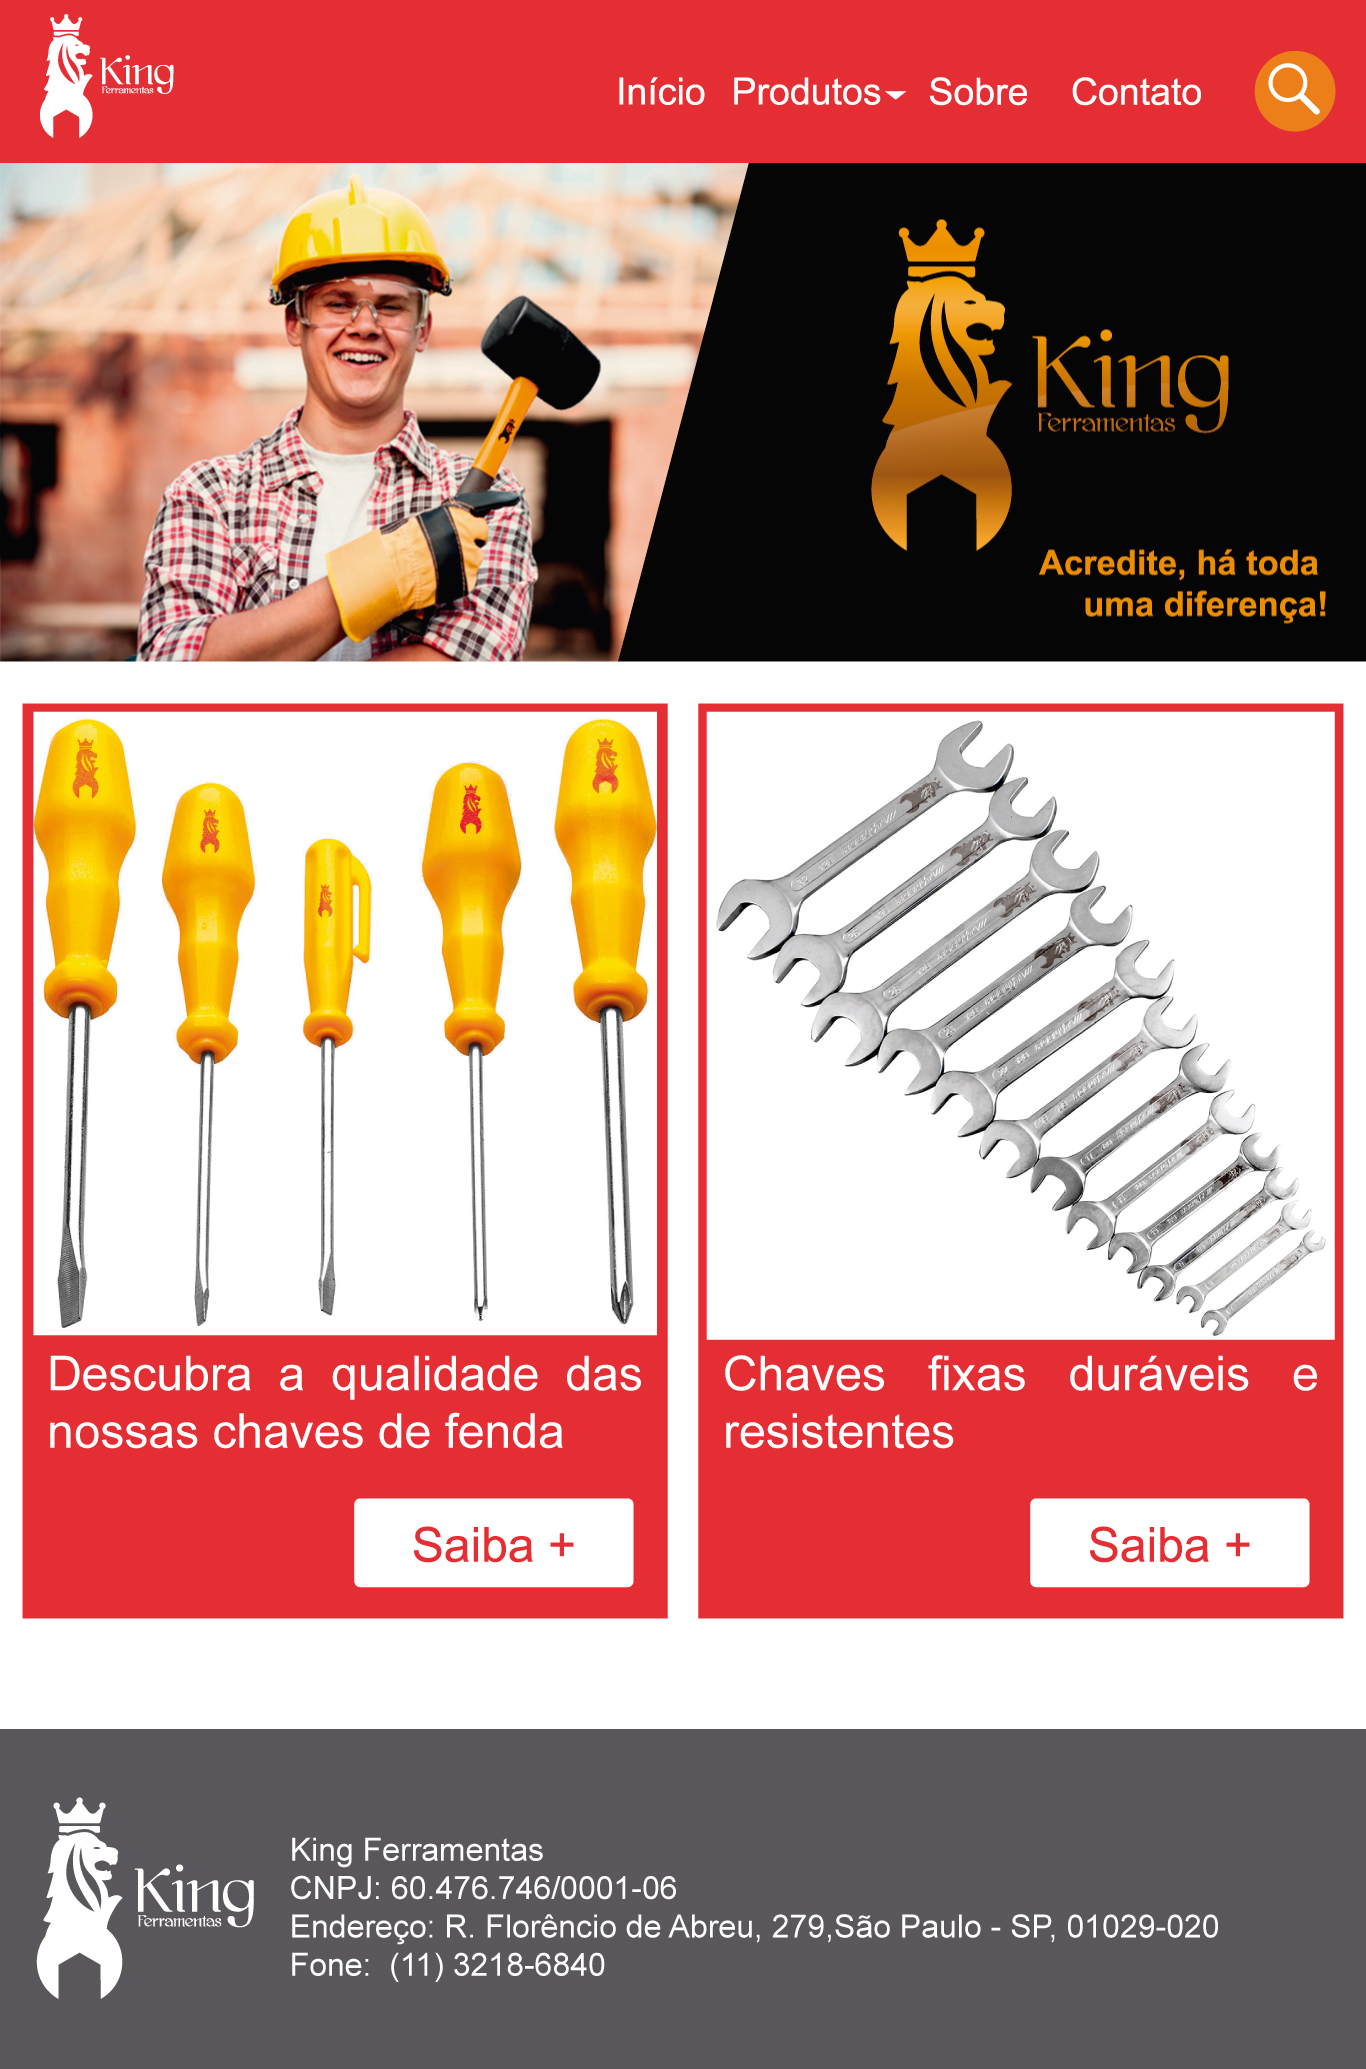 King
Ferramentas
Início Produtos Sobre Contato
King
Ferramentas
Acredite, há toda
uma diferença!
Descubra a qualidade das
nossas chaves de fenda
Saiba +
Chaves fixas duráveis e
resistentes
Saiba +
King
Ferramentas
King Ferramentas
CNPJ: 60.476.746/0001-06
Endereço: R. Florêncio de Abreu, 279,São Paulo - SP, 01029-020
Fone: (11) 3218-6840